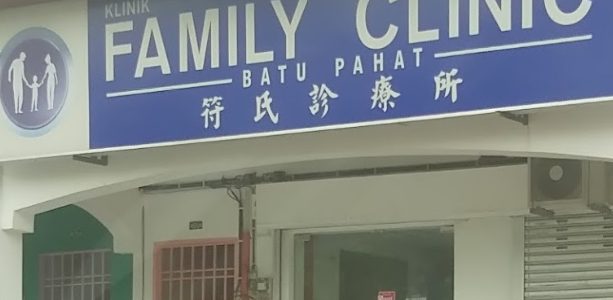 KLINIK
FAMILY CLINIC
BATU PAHAT
符氏診療所